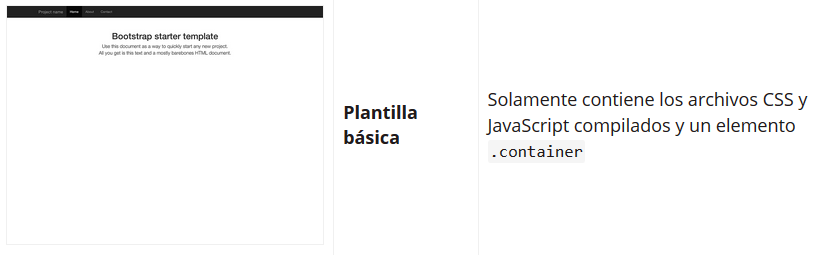 Project name Home About Contact
Bootstrap starter template
Use this document as a way to quickly start any new project.
All you get is this text and a mostly barebones HTML document.
Plantilla
básica
Solamente contiene los archivos CSS y
JavaScript compilados y un elemento
.container